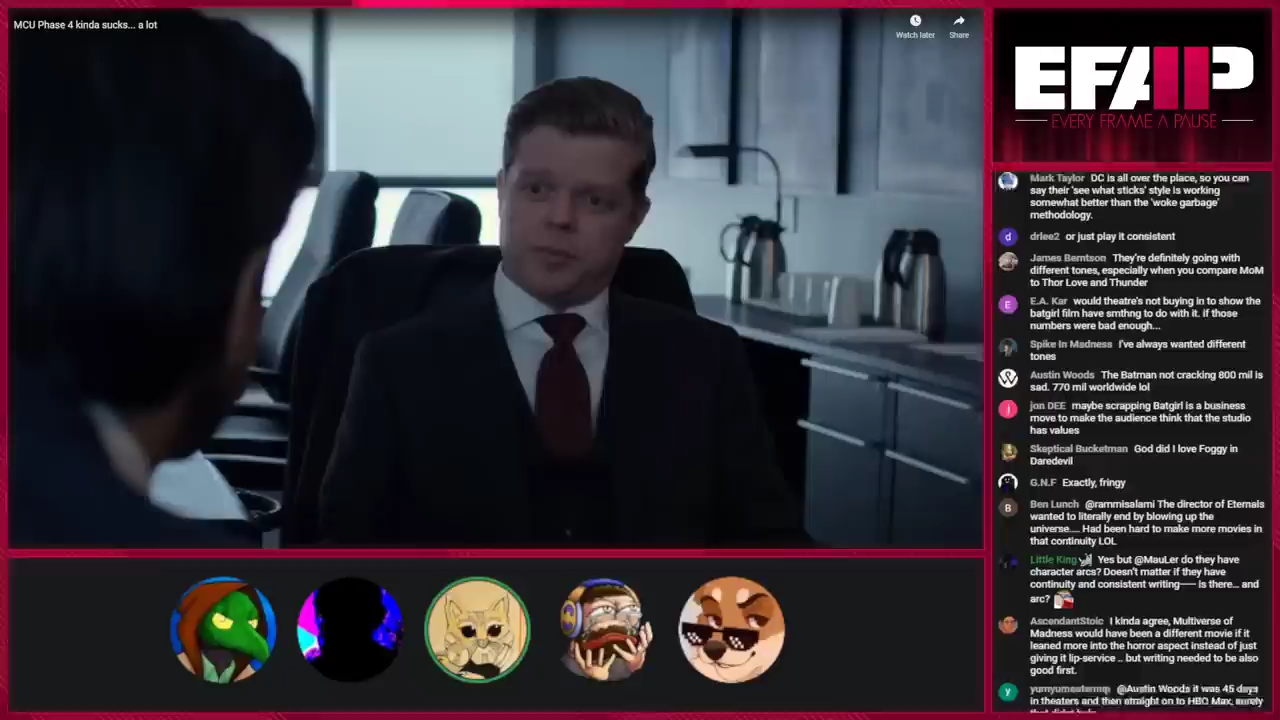 MCU Phase 4 kinda sucks... a lot
Watch later
Share
EFAP
EVERY FRAME A PAUSE
Mark Taylor DC is all over the place, so you can
say their 'see what sticks' style is working
somewhat better than the 'woke garbage'
methodology.
d
drlee2 or just play it consistent
James Berntson They're definitely going with
different tones, especially when you compare MoM
to Thor Love and Thunder
E
E.A. Kar would theatre's not buying in to show the
batgirl film have smthng to do with it. if those
numbers were bad enough...
Spike In Madness I've always wanted different
tones
Austin Woods The Batman not cracking 800 mil is
sad. 770 mil worldwide lol
j
jan DEE maybe scrapping Batgirl is a business
move to make the audience think that the studio
has values
Skeptical Bucketman God did I love Foggy in
Daredevil
G.N.F Exactly, fringy
B
Ben Lunch @rammisalami The director of Eternals
wanted to literally end by blowing up the
universe.... Had been hard to make more movies in
that continuity LOL
Little King Yes but @MauLer do they have
character arcs? Doesn't matter if they have
continuity and consistent writing── is there... and
arc?
AscendantStoic I kinda agree, Multiverse of
Madness would have been a different movie if it
leaned more into the horror aspect instead of just
giving it lip-service .. but writing needed to be also
good first.
y
@Austin Woods it was 45 days
in theaters and then straight on to HBO Max, surely